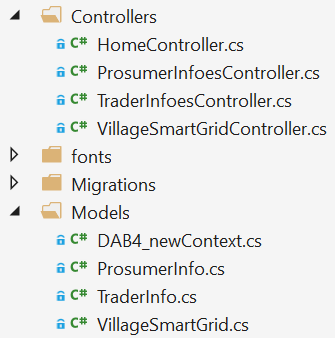 Controllers
C# HomeController.cs
C# ProsumerInfoesController.cs
C# TraderInfoesController.cs
C# VillageSmartGridController.cs
fonts
Migrations
Models
C# DAB4_newContext.cs
C# ProsumerInfo.cs
C# TraderInfo.cs
C# VillageSmartGrid.cs